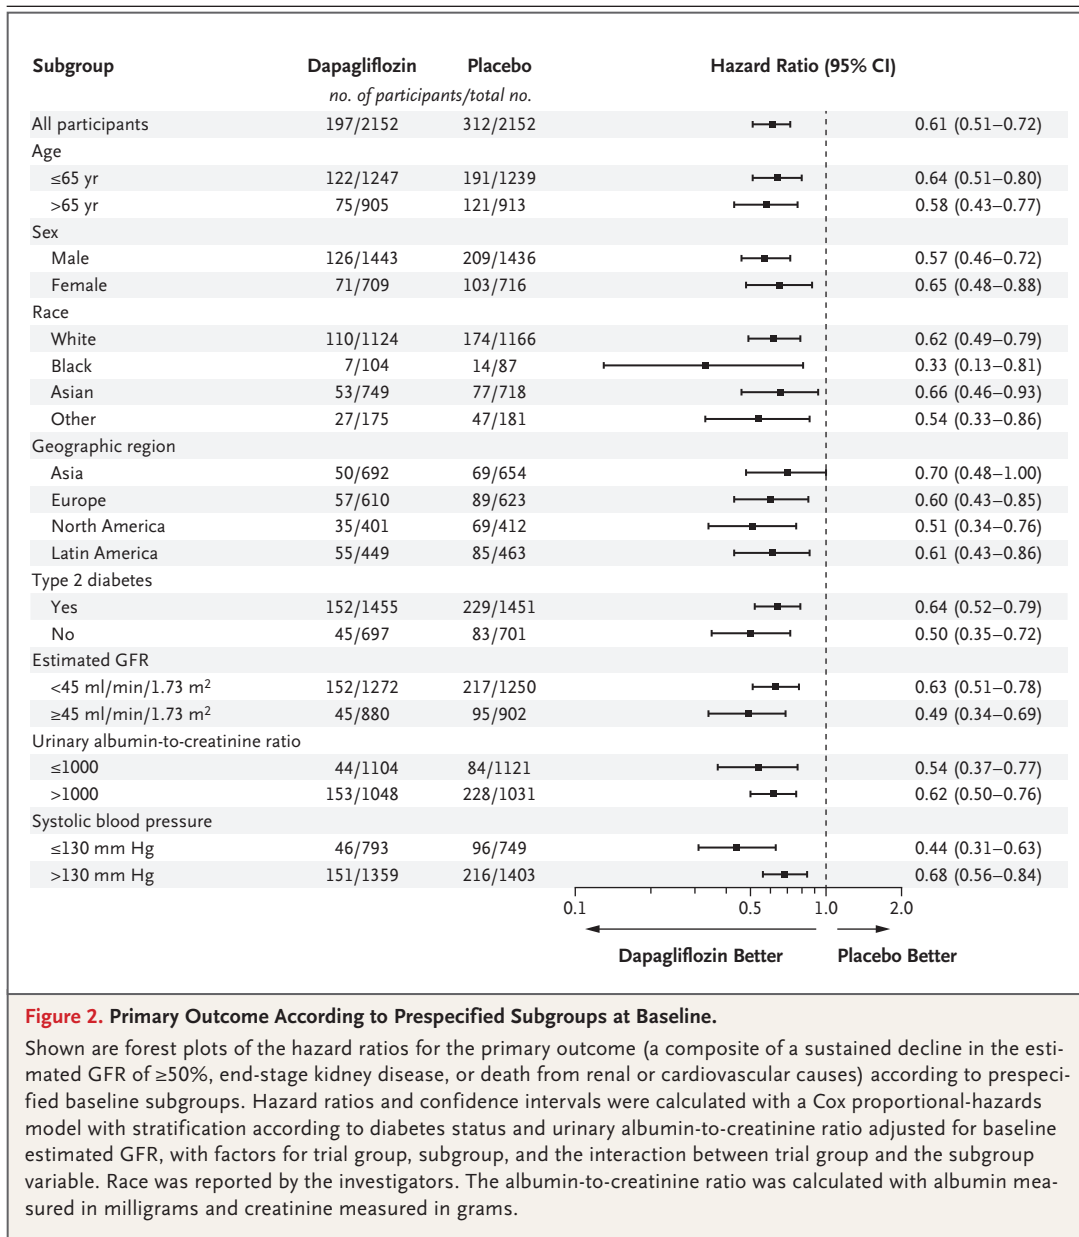 Subgroup Dapagliflozin Placebo Hazard Ratio (95% CI)
no. of participants/total no.
All participants 197/2152 312/2152 0.61 (0.51–0.72)
Age
≤65 yr 122/1247 191/1239 0.64 (0.51–0.80)
>65 yr 75/905 121/913 0.58 (0.43–0.77)
Sex
Male 126/1443 209/1436 0.57 (0.46–0.72)
Female 71/709 103/716 0.65 (0.48–0.88)
Race
White 110/1124 174/1166 0.62 (0.49–0.79)
Black 7/104 14/87 0.33 (0.13–0.81)
Asian 53/749 77/718 0.66 (0.46–0.93)
Other 27/175 47/181 0.54 (0.33–0.86)
Geographic region
Asia 50/692 69/654 0.70 (0.48–1.00)
Europe 57/610 89/623 0.60 (0.43–0.85)
North America 35/401 69/412 0.51 (0.34–0.76)
Latin America 55/449 85/463 0.61 (0.43–0.86)
Type 2 diabetes
Yes 152/1455 229/1451 0.64 (0.52–0.79)
No 45/697 83/701 0.50 (0.35–0.72)
Estimated GFR
<45 ml/min/1.73 m² 152/1272 217/1250 0.63 (0.51–0.78)
≥45 ml/min/1.73 m² 45/880 95/902 0.49 (0.34–0.69)
Urinary albumin-to-creatinine ratio
≤1000 44/1104 84/1121 0.54 (0.37–0.77)
>1000 153/1048 228/1031 0.62 (0.50–0.76)
Systolic blood pressure
≤130 mm Hg 46/793 96/749 0.44 (0.31–0.63)
>130 mm Hg 151/1359 216/1403 0.68 (0.56–0.84)
0.1 0.5 1.0 2.0
Dapagliflozin Better Placebo Better
Figure 2. Primary Outcome According to Prespecified Subgroups at Baseline.
Shown are forest plots of the hazard ratios for the primary outcome (a composite of a sustained decline in the esti-
mated GFR of ≥50%, end-stage kidney disease, or death from renal or cardiovascular causes) according to prespeci-
fied baseline subgroups. Hazard ratios and confidence intervals were calculated with a Cox proportional-hazards
model with stratification according to diabetes status and urinary albumin-to-creatinine ratio adjusted for baseline
estimated GFR, with factors for trial group, subgroup, and the interaction between trial group and the subgroup
variable. Race was reported by the investigators. The albumin-to-creatinine ratio was calculated with albumin mea-
sured in milligrams and creatinine measured in grams.